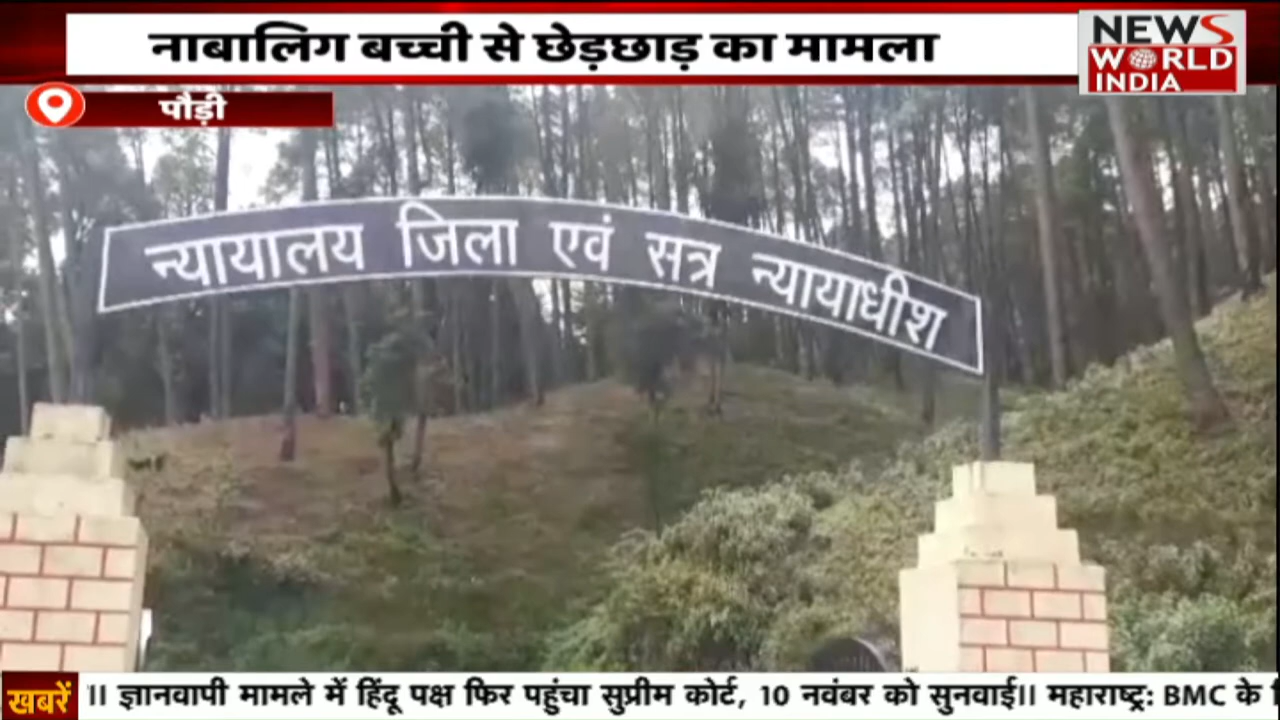 नाबालिग बच्ची से छेड़छाड़ का मामला
NEWS
WORLD
INDIA
पौड़ी
न्यायालय जिला एवं सत्र न्यायाधीश
खबरें
।। ज्ञानवापी मामले में हिंदू पक्ष फिर पहुंचा सुप्रीम कोर्ट, 10 नवंबर को सुनवाई।। महाराष्ट्र: BMC के